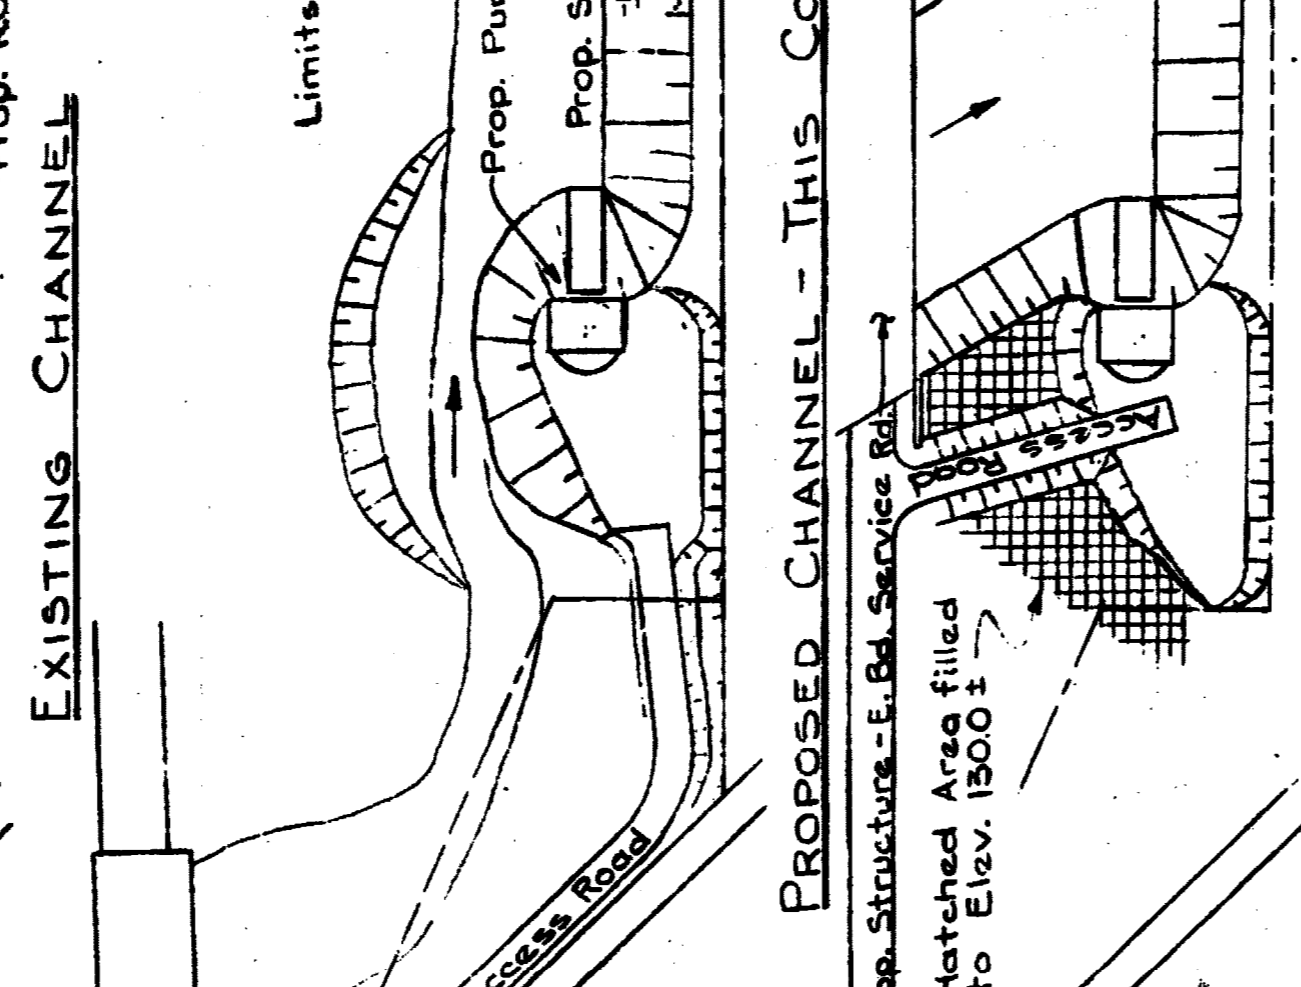 EXISTING CHANNEL
Limits
Prop. Pu
Prop. S
Access Road
PROPOSED CHANNEL - THIS Co
op. Structure - E. Bd. Service Rd.
Hatched Area filled
to Elev. 130.0 ±
Access Road